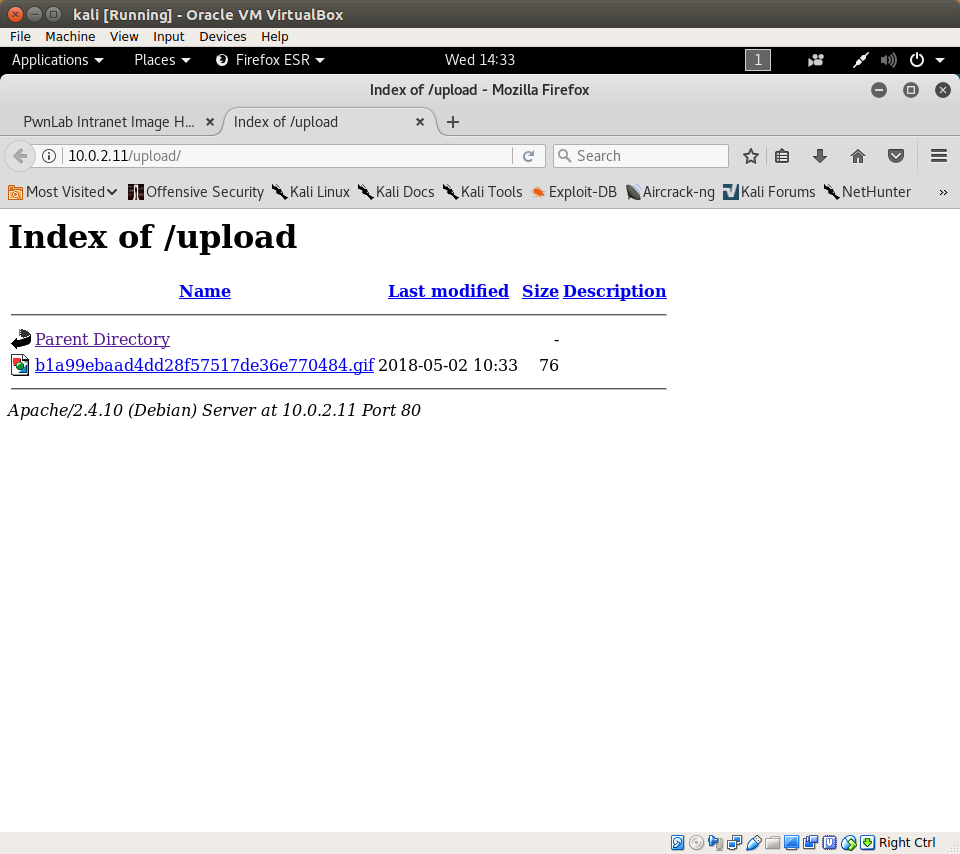 kali [Running] - Oracle VM VirtualBox
File Machine View Input Devices Help
Applications Places Firefox ESR Wed 14:33 1
Index of /upload - Mozilla Firefox
PwnLab Intranet Image H... Index of /upload
10.0.2.11/upload/ Search
Most Visited Offensive Security Kali Linux Kali Docs Kali Tools Exploit-DB Aircrack-ng Kali Forums NetHunter »
Index of /upload
Name Last modified Size Description
Parent Directory -
b1a99ebaad4dd28f57517de36e770484.gif 2018-05-02 10:33 76
Apache/2.4.10 (Debian) Server at 10.0.2.11 Port 80
Right Ctrl